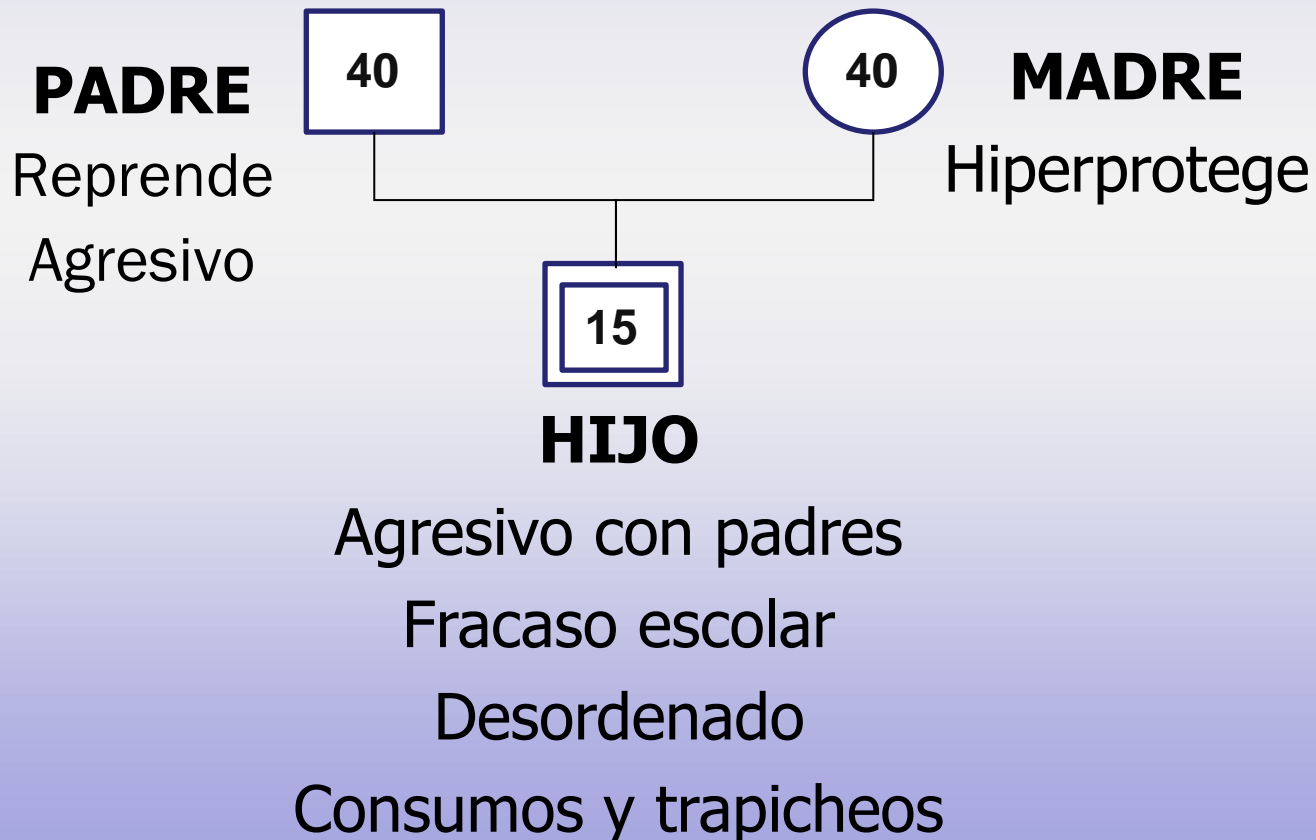 PADRE
Reprende
Agresivo
40
40
MADRE
Hiperprotege
15
HIJO
Agresivo con padres
Fracaso escolar
Desordenado
Consumos y trapicheos